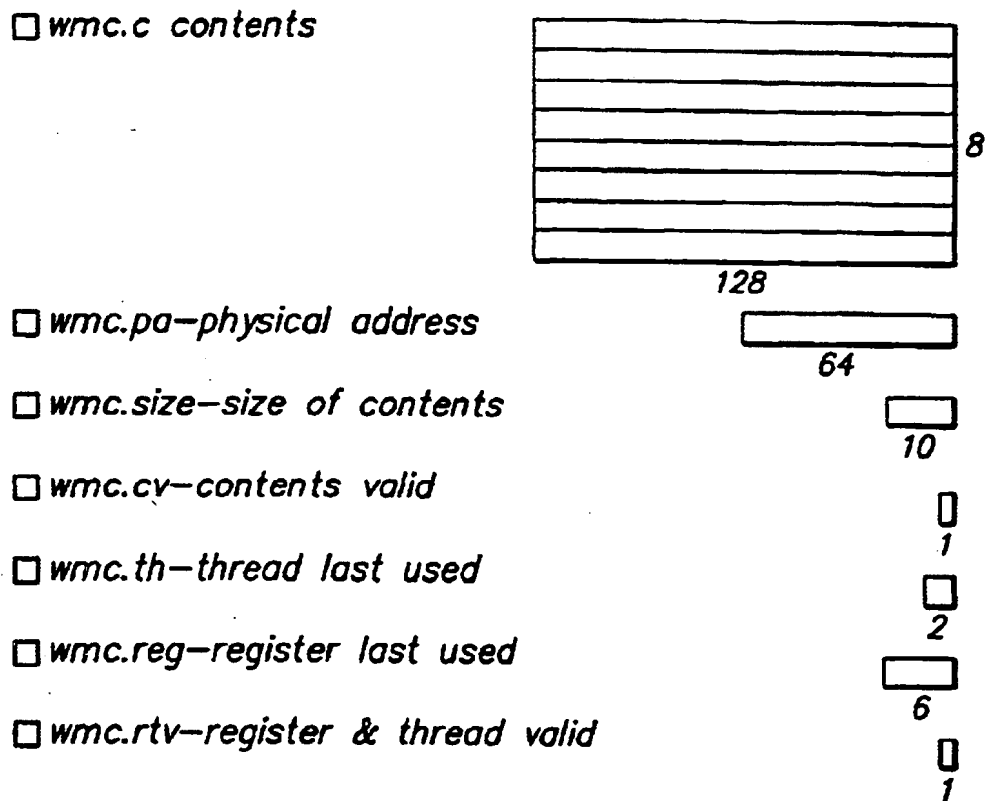 wmc.c contents
8
128
wmc.pa—physical address
64
wmc.size—size of contents
10
wmc.cv—contents valid
1
wmc.th—thread last used
2
wmc.reg—register last used
6
wmc.rtv—register & thread valid
1